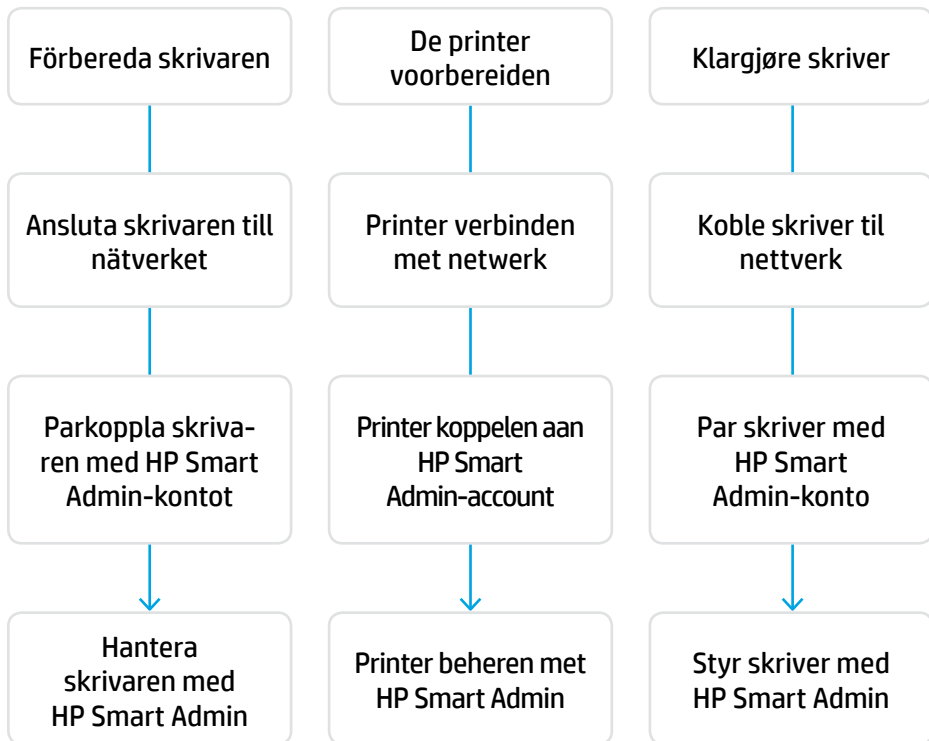 Förbereda skrivaren
Ansluta skrivaren till
nätverket
Parkoppla skriva-
ren med HP Smart
Admin-kontot
Hantera
skrivaren med
HP Smart Admin
De printer
voorbereiden
Printer verbinden
met netwerk
Printer koppelen aan
HP Smart
Admin-account
Printer beheren met
HP Smart Admin
Klargjøre skriver
Koble skriver til
nettverk
Par skriver med
HP Smart
Admin-konto
Styr skriver med
HP Smart Admin